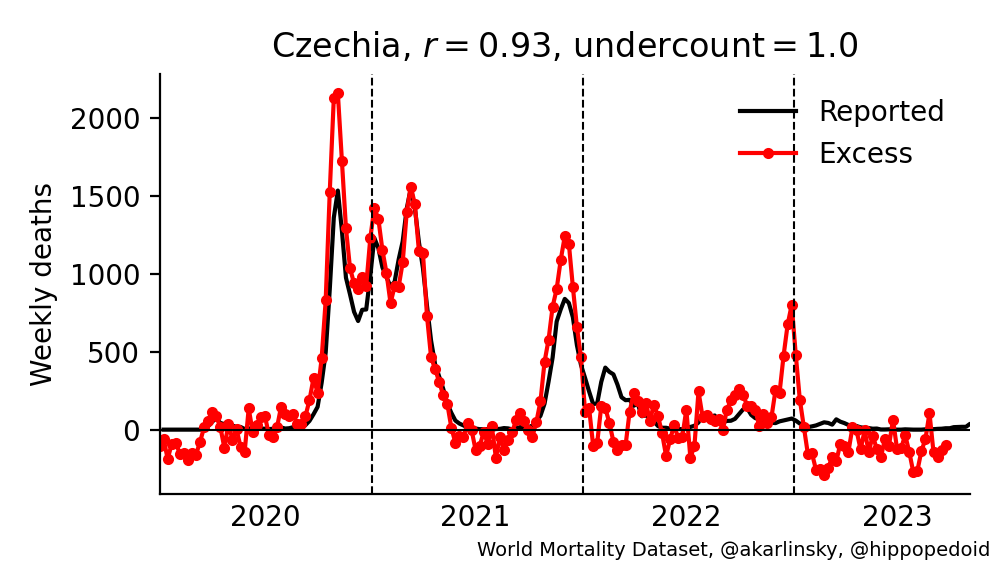 Czechia, r = 0.93, undercount = 1.0
Reported
Excess
Weekly deaths
2000
1500
1000
500
0
2020 2021 2022 2023
World Mortality Dataset, @akarlinsky, @hippopedoid